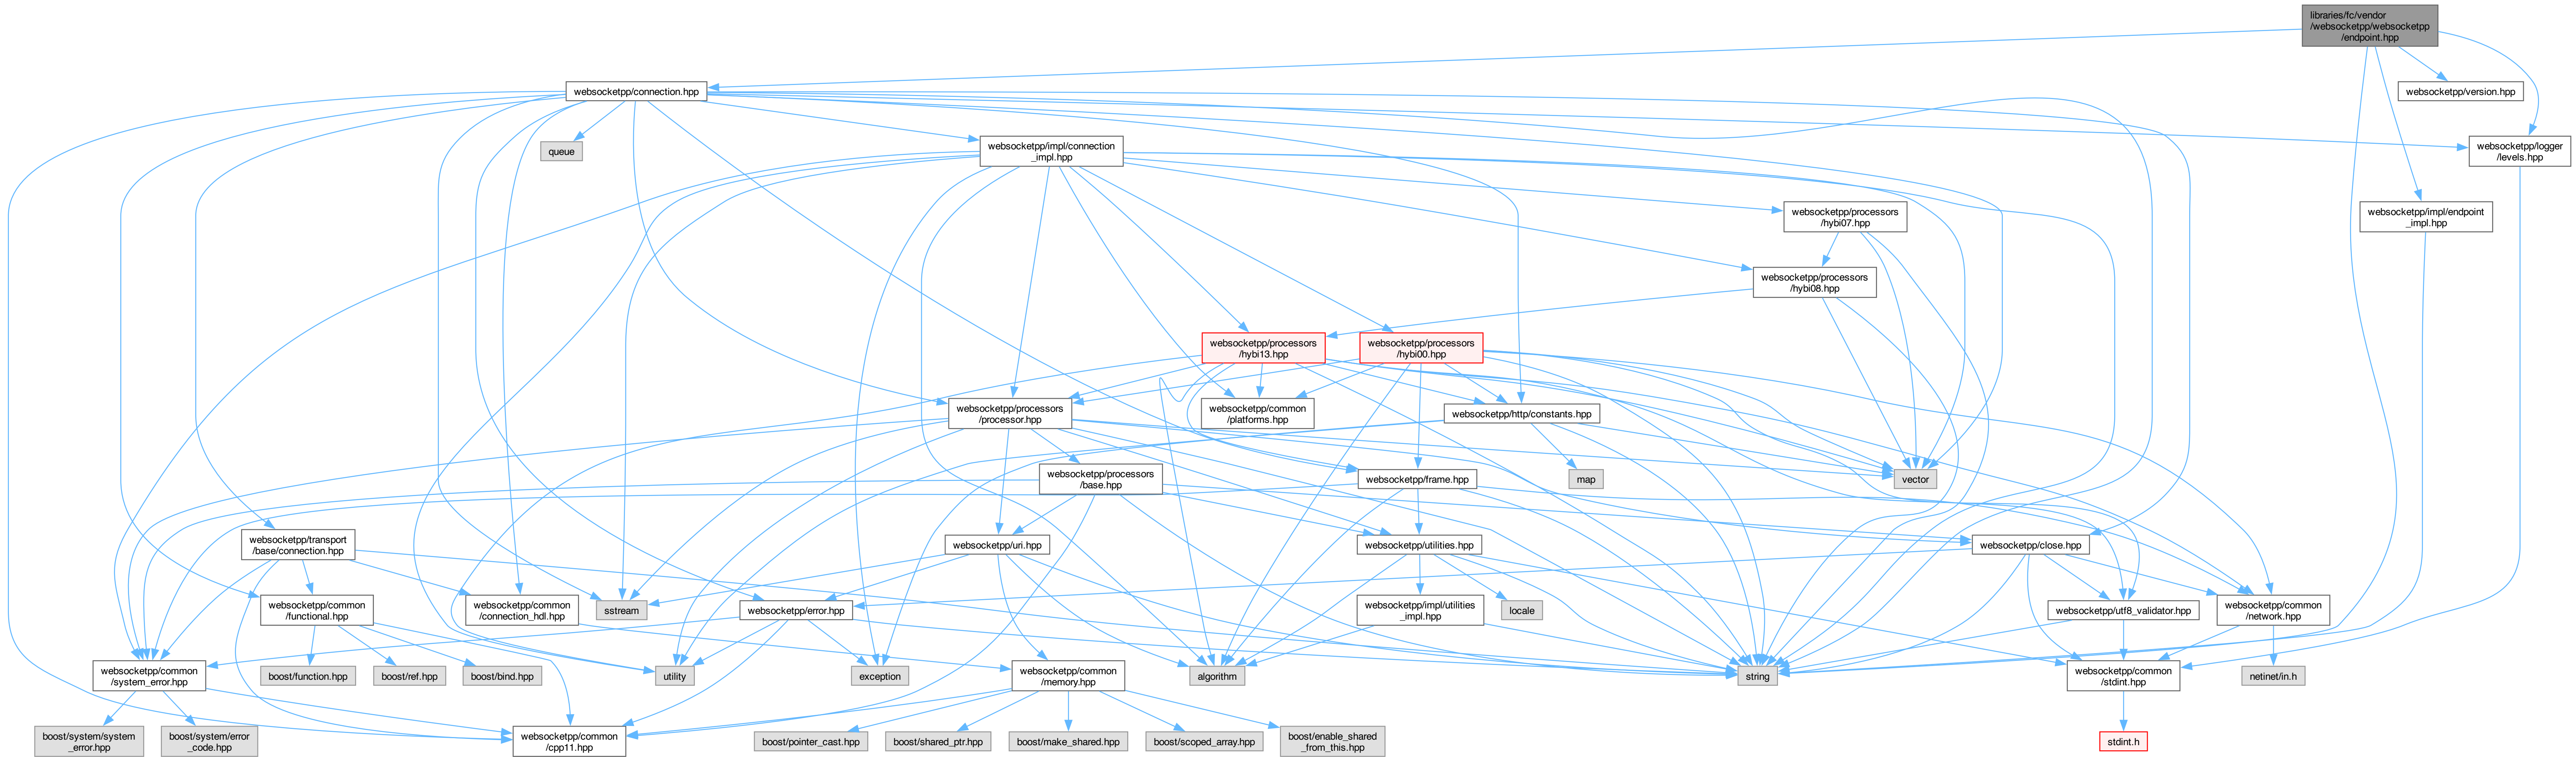 libraries/fc/vendor
/websocketpp/websocketpp
/endpoint.hpp
websocketpp/connection.hpp
websocketpp/version.hpp
queue
websocketpp/impl/connection
_impl.hpp
websocketpp/logger
/levels.hpp
websocketpp/processors
/hybi07.hpp
websocketpp/impl/endpoint
_impl.hpp
websocketpp/processors
/hybi08.hpp
websocketpp/processors
/hybi13.hpp
websocketpp/processors
/hybi00.hpp
websocketpp/processors
/processor.hpp
websocketpp/common
/platforms.hpp
websocketpp/http/constants.hpp
websocketpp/processors
/base.hpp
websocketpp/frame.hpp
map
vector
websocketpp/transport
/base/connection.hpp
websocketpp/uri.hpp
websocketpp/utilities.hpp
websocketpp/close.hpp
websocketpp/common
/functional.hpp
websocketpp/common
/connection_hdl.hpp
sstream
websocketpp/error.hpp
websocketpp/impl/utilities
_impl.hpp
locale
websocketpp/utf8_validator.hpp
websocketpp/common
/network.hpp
websocketpp/common
/system_error.hpp
boost/function.hpp
boost/ref.hpp
boost/bind.hpp
utility
exception
websocketpp/common
/memory.hpp
algorithm
string
websocketpp/common
/stdint.hpp
netinet/in.h
boost/system/system
_error.hpp
boost/system/error
_code.hpp
websocketpp/common
/cpp11.hpp
boost/pointer_cast.hpp
boost/shared_ptr.hpp
boost/make_shared.hpp
boost/scoped_array.hpp
boost/enable_shared
_from_this.hpp
stdint.h